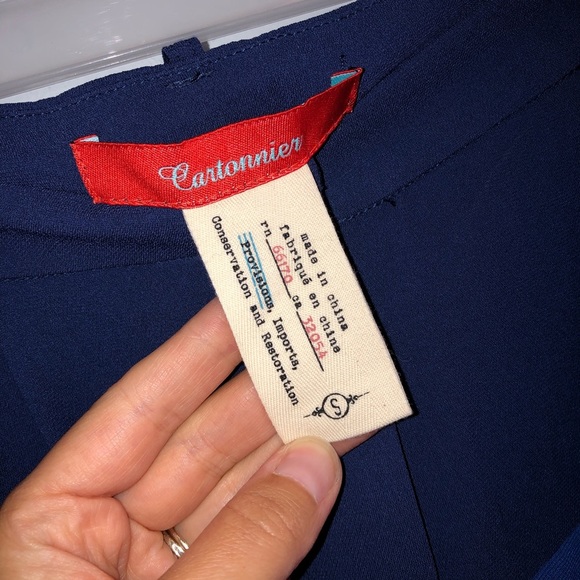 Cartonnier
made in china
fabriqué en chine
rn 66170 ca 32054
Provisions, Imports,
Conservation and Restoration
S